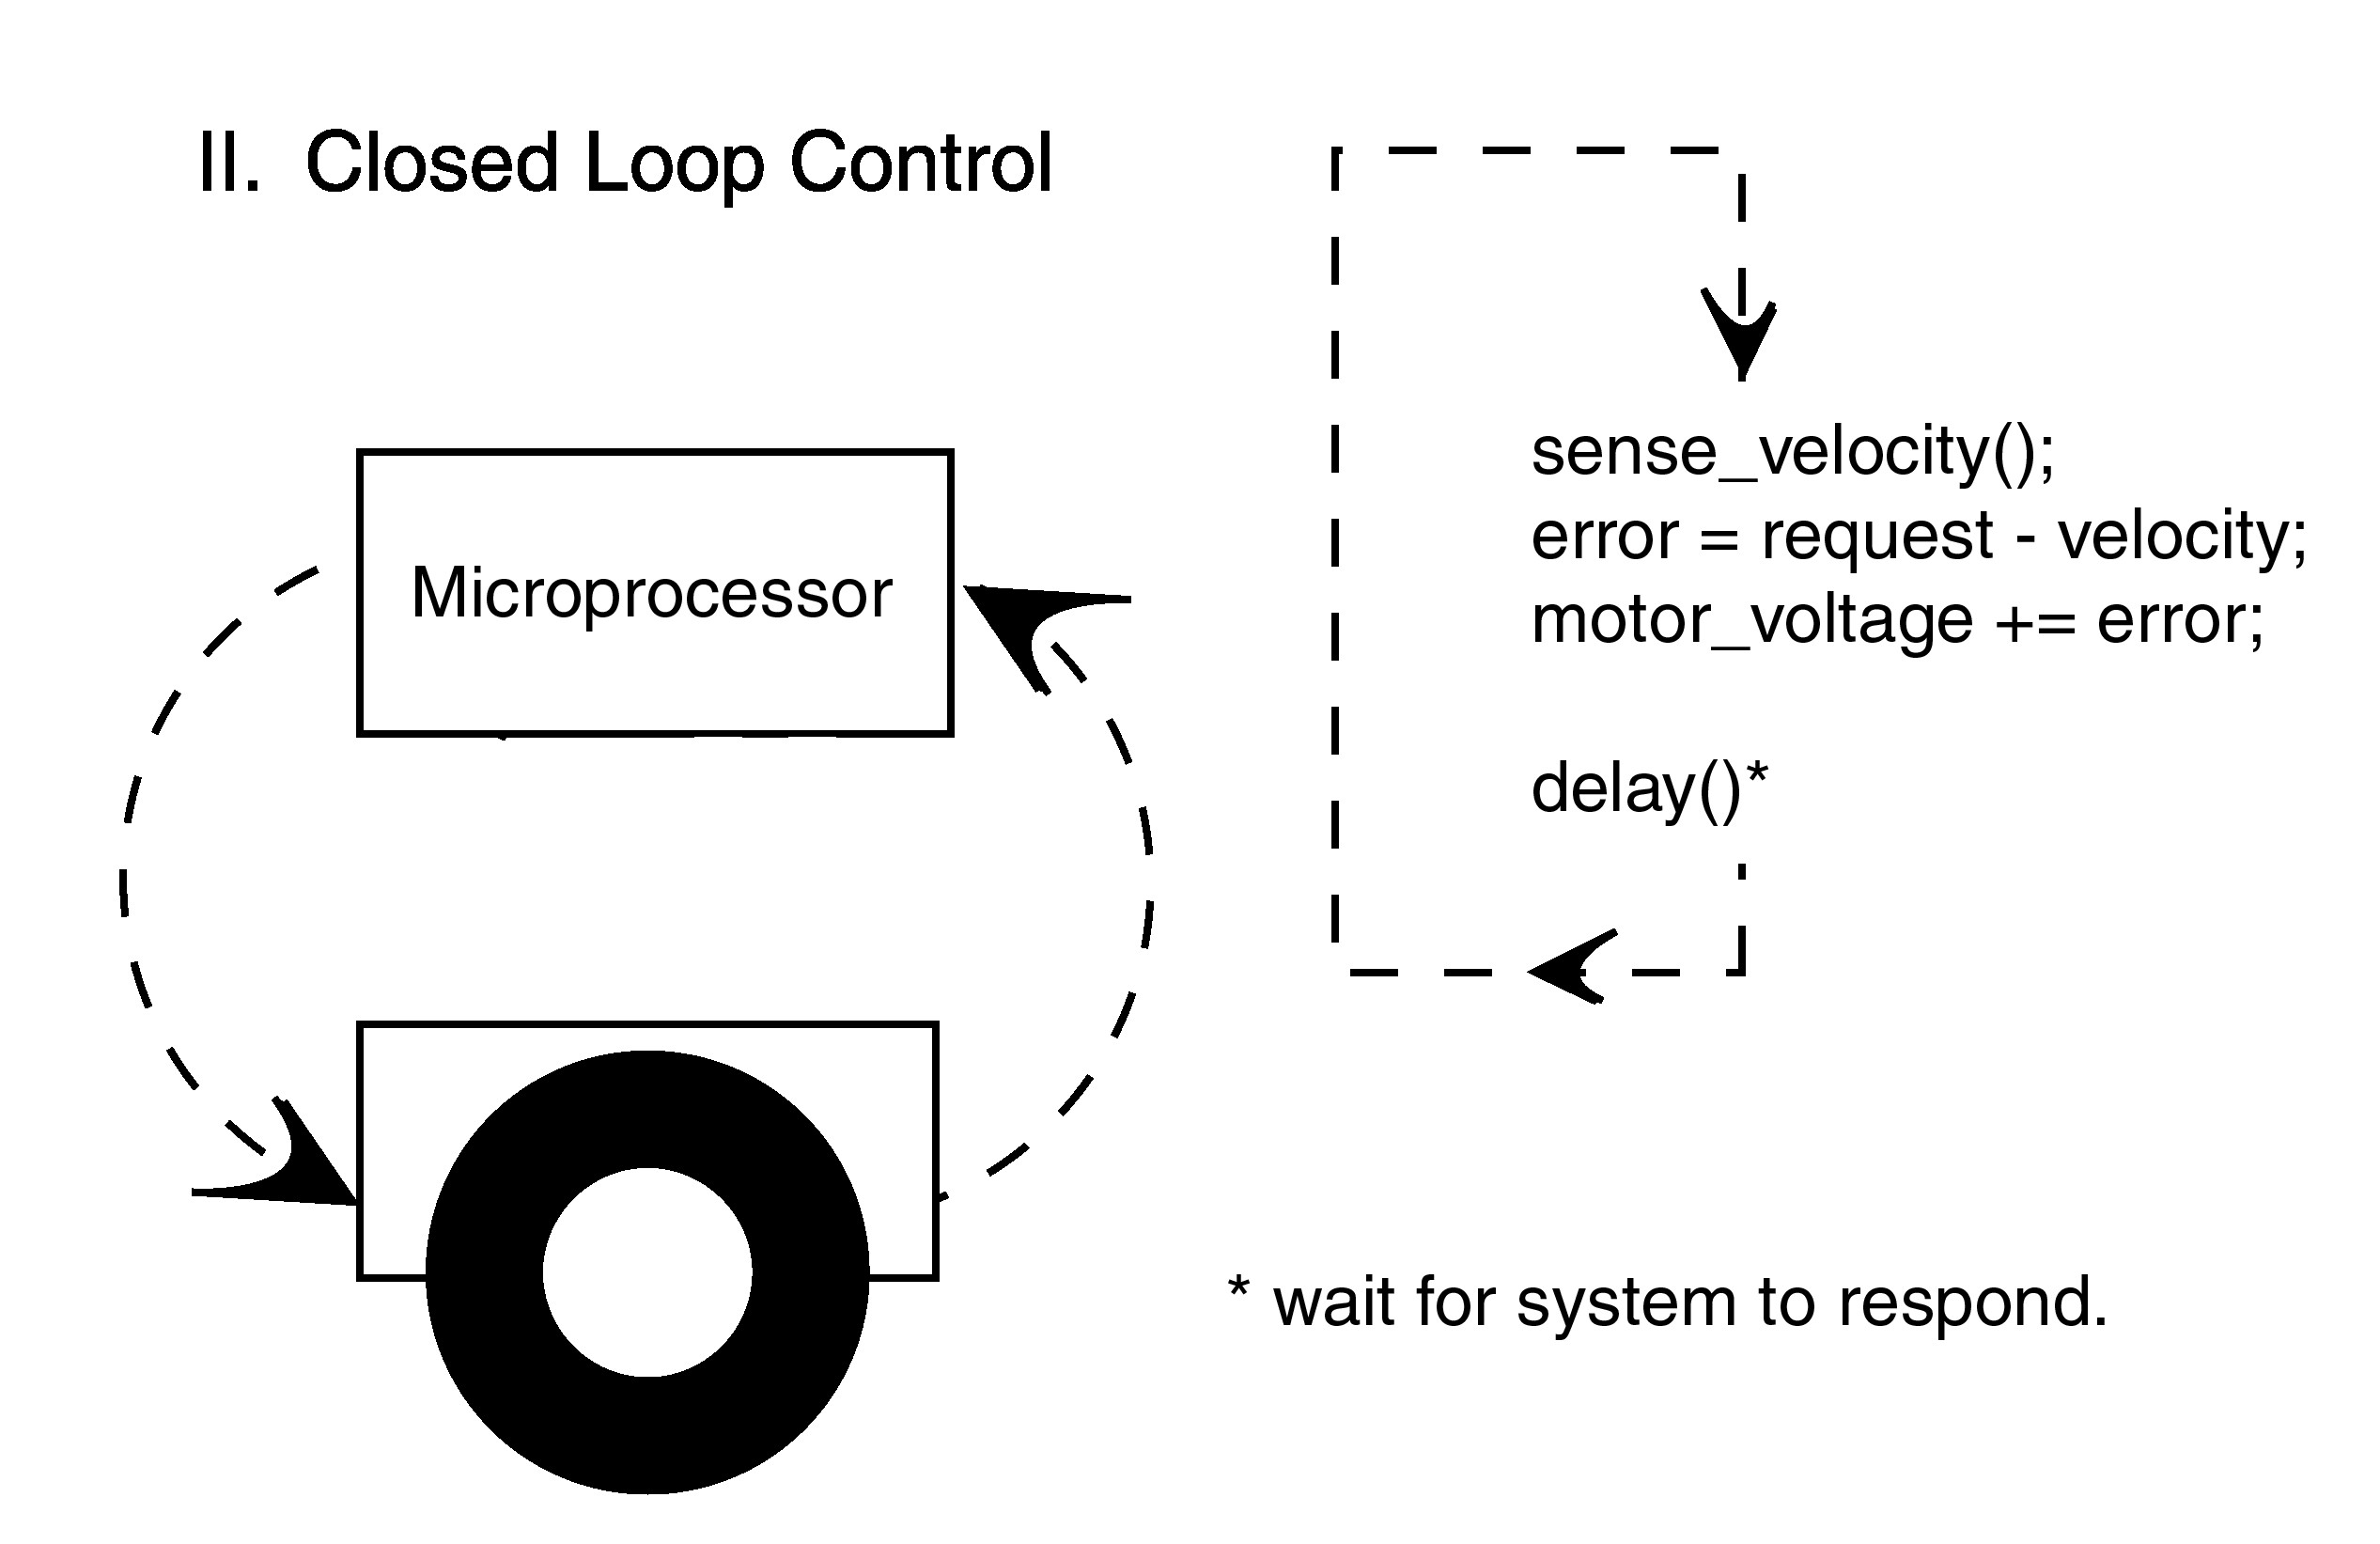 II. Closed Loop Control
Microprocessor
sense_velocity();
error = request - velocity;
motor_voltage += error;
delay()*
* wait for system to respond.